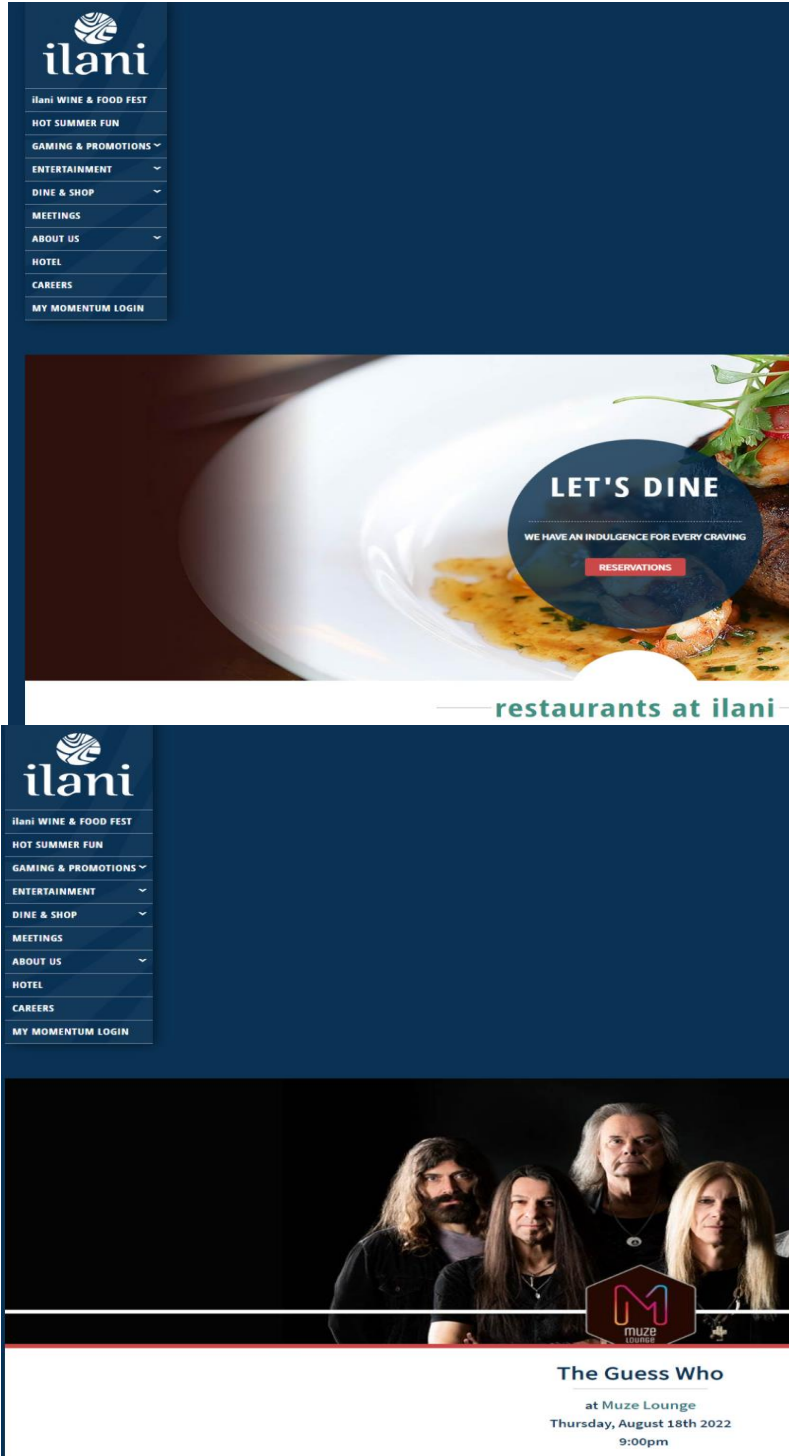 ilani
ilani WINE & FOOD FEST
HOT SUMMER FUN
GAMING & PROMOTIONS
ENTERTAINMENT
DINE & SHOP
MEETINGS
ABOUT US
HOTEL
CAREERS
MY MOMENTUM LOGIN
LET'S DINE
WE HAVE AN INDULGENCE FOR EVERY CRAVING
RESERVATIONS
restaurants at ilani
ilani
ilani WINE & FOOD FEST
HOT SUMMER FUN
GAMING & PROMOTIONS
ENTERTAINMENT
DINE & SHOP
MEETINGS
ABOUT US
HOTEL
CAREERS
MY MOMENTUM LOGIN
M
muze
LOUNGE
The Guess Who
at Muze Lounge
Thursday, August 18th 2022
9:00pm